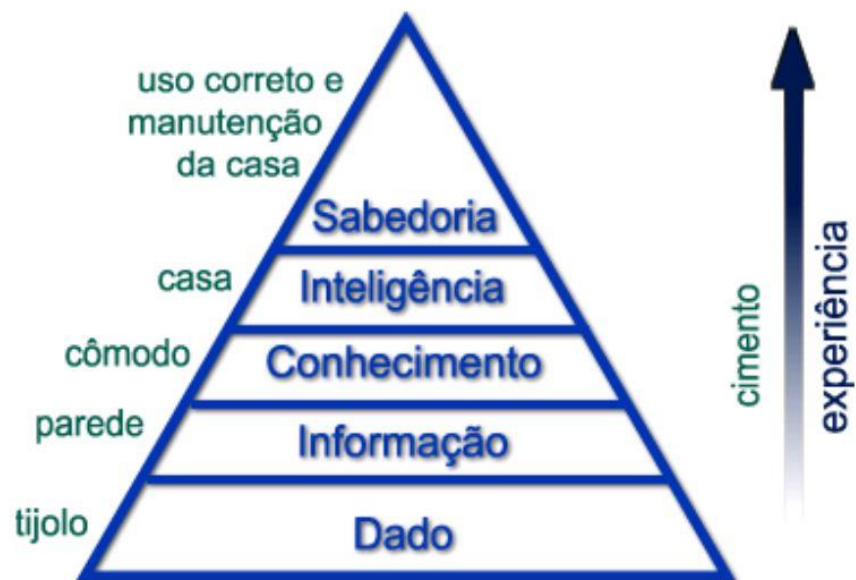 uso correto e
manutenção
da casa
Sabedoria
casa
Inteligência
cômodo
Conhecimento
parede
Informação
tijolo
Dado
cimento
experiência